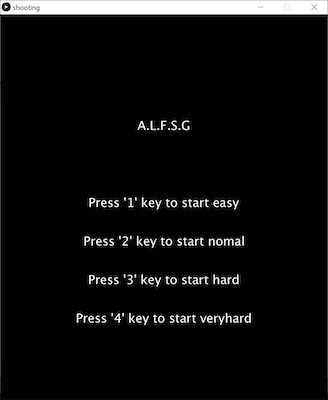 shooting
A.L.F.S.G
Press '1' key to start easy
Press '2' key to start nomal
Press '3' key to start hard
Press '4' key to start veryhard